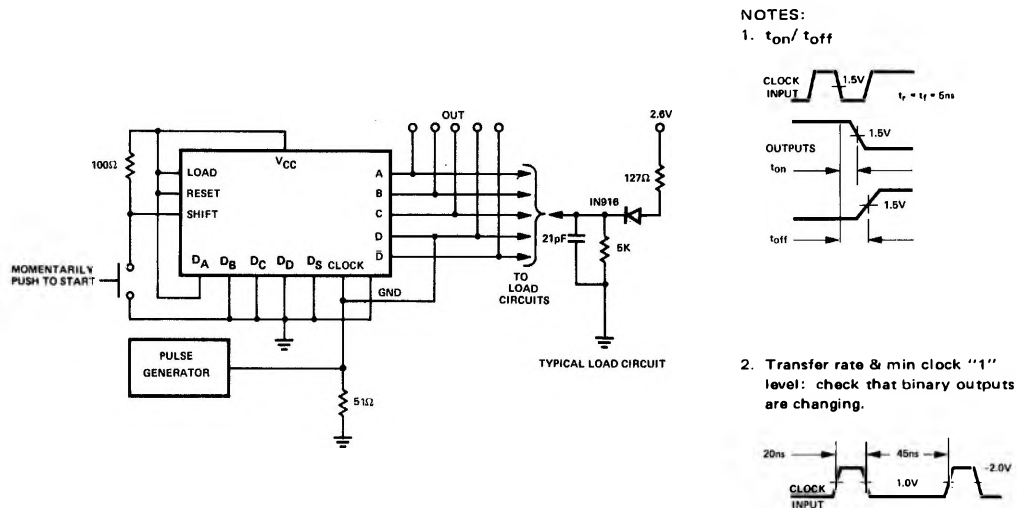 NOTES:
1. ton/ toff
CLOCK
INPUT
1.5V
tr = tf = 5ns
OUTPUTS
1.5V
ton
1.5V
toff
OUT
2.6V
100Ω
VCC
LOAD
RESET
SHIFT
A
B
C
D
D̅
127Ω
IN916
21pF
5K
MOMENTARILY
PUSH TO START
DA DB DC DD DS CLOCK
GND
TO
LOAD
CIRCUITS
PULSE
GENERATOR
51Ω
TYPICAL LOAD CIRCUIT
2. Transfer rate & min clock "1"
level: check that binary outputs
are changing.
20ns
45ns
2.0V
1.0V
CLOCK
INPUT